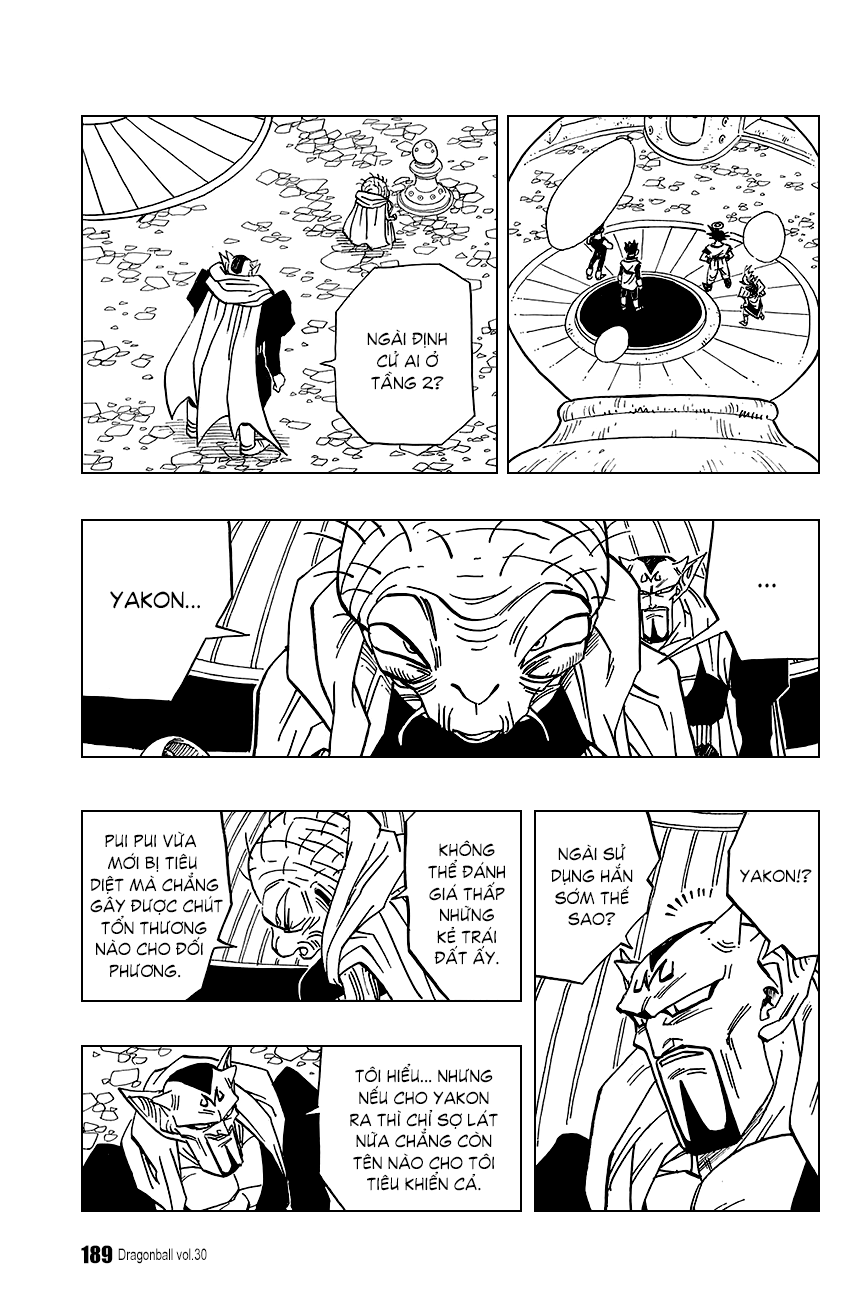 NGÀI ĐỊNH
CỬ AI Ở
TẦNG 2?
...
YAKON...
YAKON!?
NGÀI SỬ
DỤNG HẮN
SỚM THẾ
SAO?
KHÔNG
THỂ ĐÁNH
GIÁ THẤP
NHỮNG
KẺ TRÁI
ĐẤT ẤY.
PUI PUI VỪA
MỚI BỊ TIÊU
DIỆT MÀ CHẲNG
GÂY ĐƯỢC CHÚT
TỔN THƯƠNG
NÀO CHO ĐỐI
PHƯƠNG.
TÔI HIỂU... NHƯNG
NẾU CHO YAKON
RA THÌ CHỈ SỢ LÁT
NỮA CHẲNG CÒN
TÊN NÀO CHO TÔI
TIÊU KHIỂN CẢ.
189 Dragonball vol.30